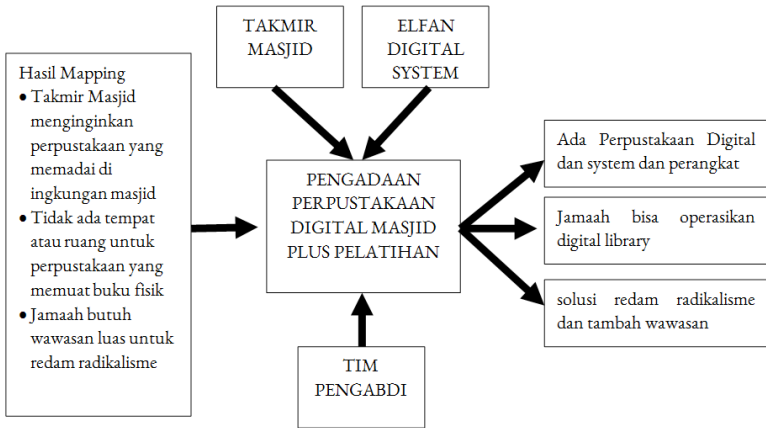 TAKMIR
MASJID
ELFAN
DIGITAL
SYSTEM
Hasil Mapping
• Takmir Masjid
menginginkan
perpustakaan yang
memadai di
ingkungan masjid
• Tidak ada tempat
atau ruang untuk
perpustakaan yang
memuat buku fisik
• Jamaah butuh
wawasan luas untuk
redam radikalisme
PENGADAAN
PERPUSTAKAAN
DIGITAL MASJID
PLUS PELATIHAN
TIM
PENGABDI
Ada Perpustakaan Digital
dan system dan perangkat
Jamaah bisa operasikan
digital library
solusi redam radikalisme
dan tambah wawasan